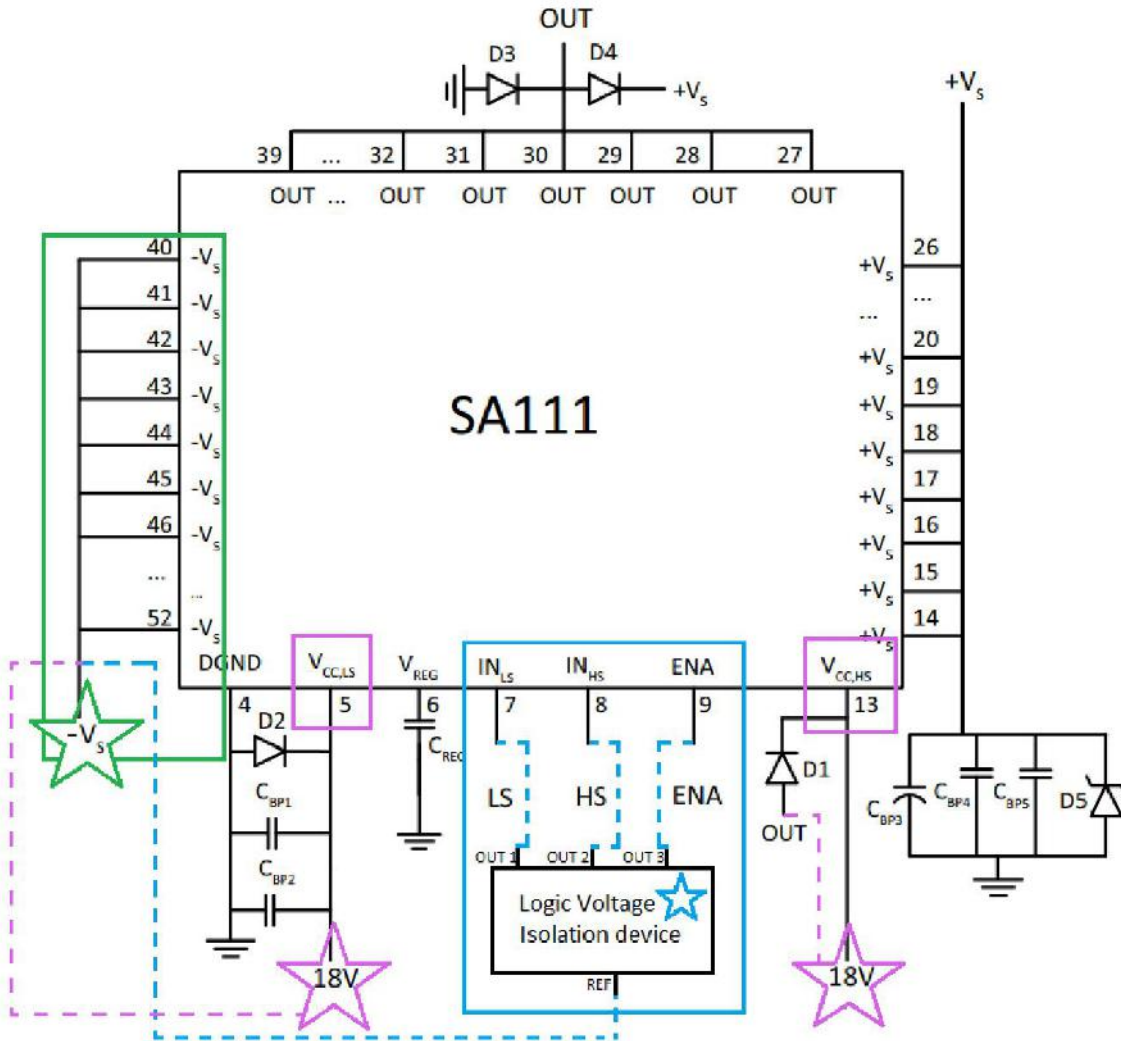 OUT
D3 D4
+Vs
+Vs
39 ... 32 31 30 29 28 27
OUT ... OUT OUT OUT OUT OUT OUT
40 -Vs
41 -Vs
42 -Vs
43 -Vs
44 -Vs
45 -Vs
46 -Vs
... ...
52 -Vs
SA111
+Vs 26
... ...
+Vs 20
+Vs 19
+Vs 18
+Vs 17
+Vs 16
+Vs 15
+Vs 14
DGND VCC,LS VREG INLS INHS ENA VCC,HS
4 5 6 7 8 9 13
-Vs
D2
CREG
CBP1
CBP2
18V
LS HS ENA
OUT 1 OUT 2 OUT 3
Logic Voltage
Isolation device
REF
D1
OUT
18V
CBP3 CBP4 CBP5 D5